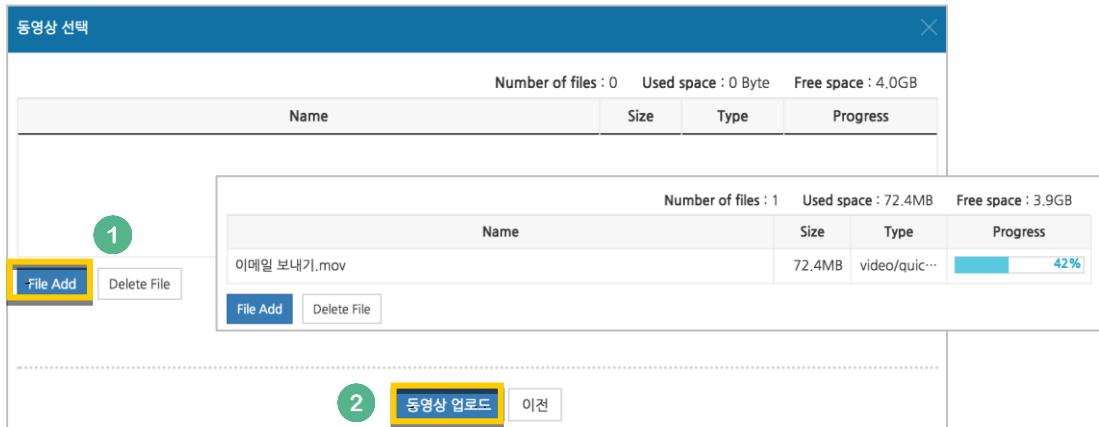 동영상 선택
Number of files : 0 Used space : 0 Byte Free space : 4.0GB
Name Size Type Progress
Number of files : 1 Used space : 72.4MB Free space : 3.9GB
Name Size Type Progress
이메일 보내기.mov 72.4MB video/quic··· 42%
1
File Add Delete File
File Add Delete File
2 동영상 업로드 이전